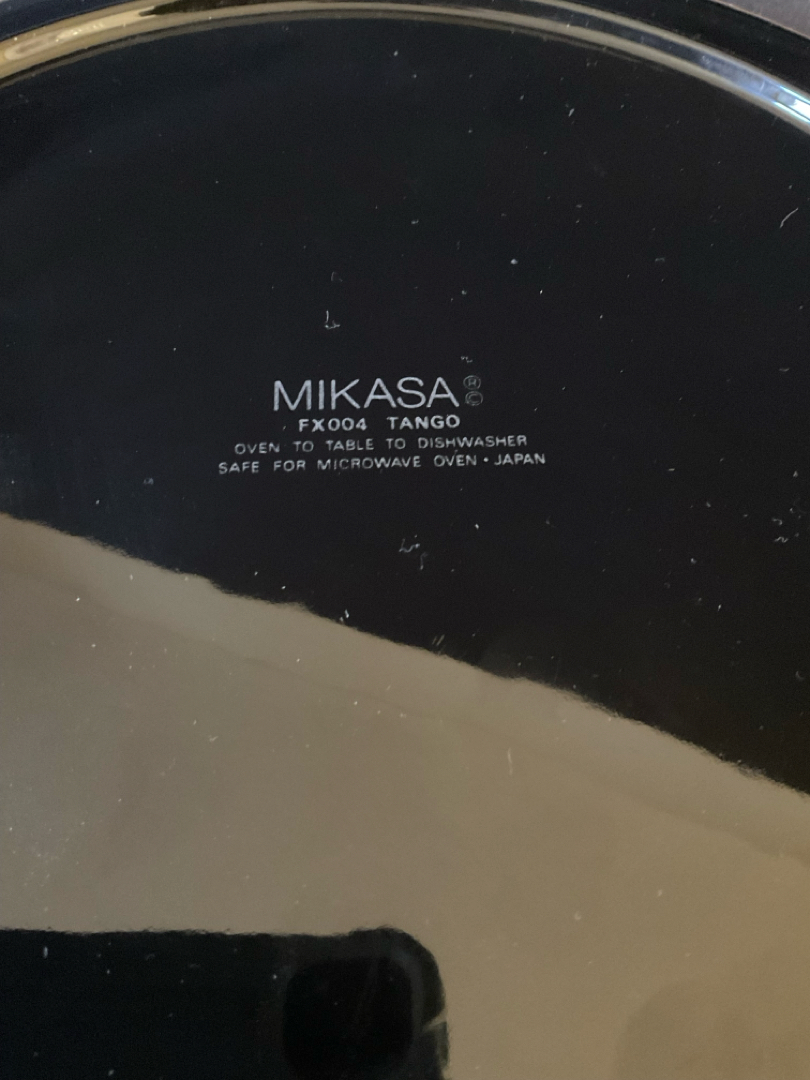 MIKASA ® ©
FX004 TANGO
OVEN TO TABLE TO DISHWASHER
SAFE FOR MICROWAVE OVEN • JAPAN